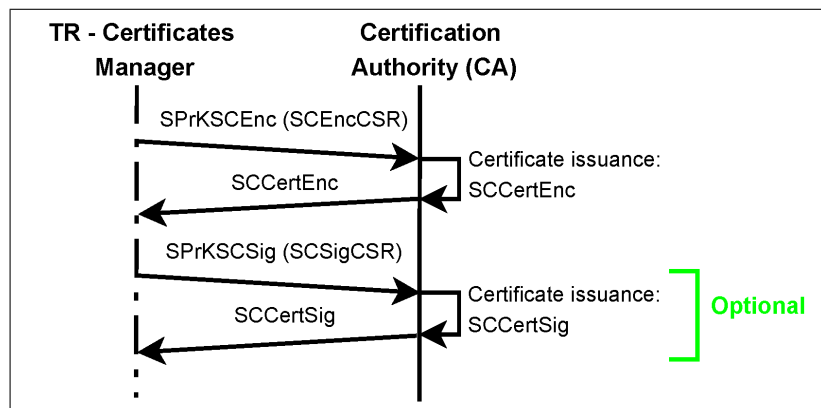 TR - Certificates
Manager
Certification
Authority (CA)
SPrKSCEnc (SCEncCSR)
Certificate issuance:
SCCertEnc
SCCertEnc
SPrKSCSig (SCSigCSR)
Certificate issuance:
SCCertSig
SCCertSig
Optional